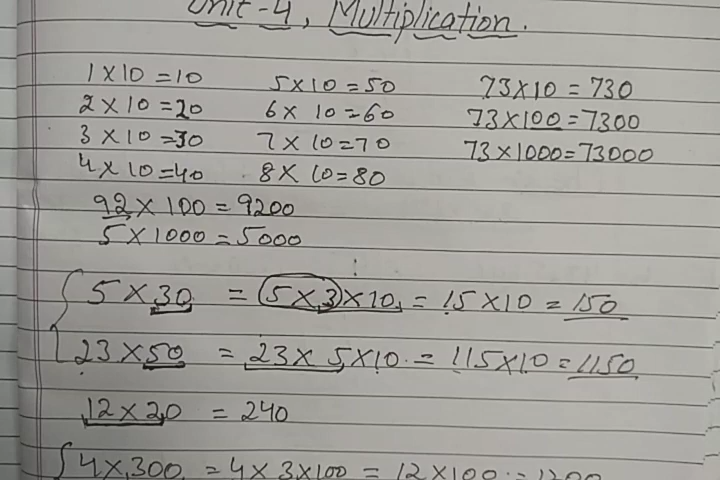 Unit-4, Multiplication.
1 × 10 = 10 5 × 10 = 50 73 × 10 = 730
2 × 10 = 20 6 × 10 = 60 73 × 100 = 7300
3 × 10 = 30 7 × 10 = 70 73 × 1000 = 73000
4 × 10 = 40 8 × 10 = 80
92 × 100 = 9200
5 × 1000 = 5000
5 × 30 = (5 × 3) × 10 = 15 × 10 = 150
23 × 50 = 23 × 5 × 10 = 115 × 10 = 1150
12 × 20 = 240
4 × 300 = 4 × 3 × 100 = 12 × 100 = 1200